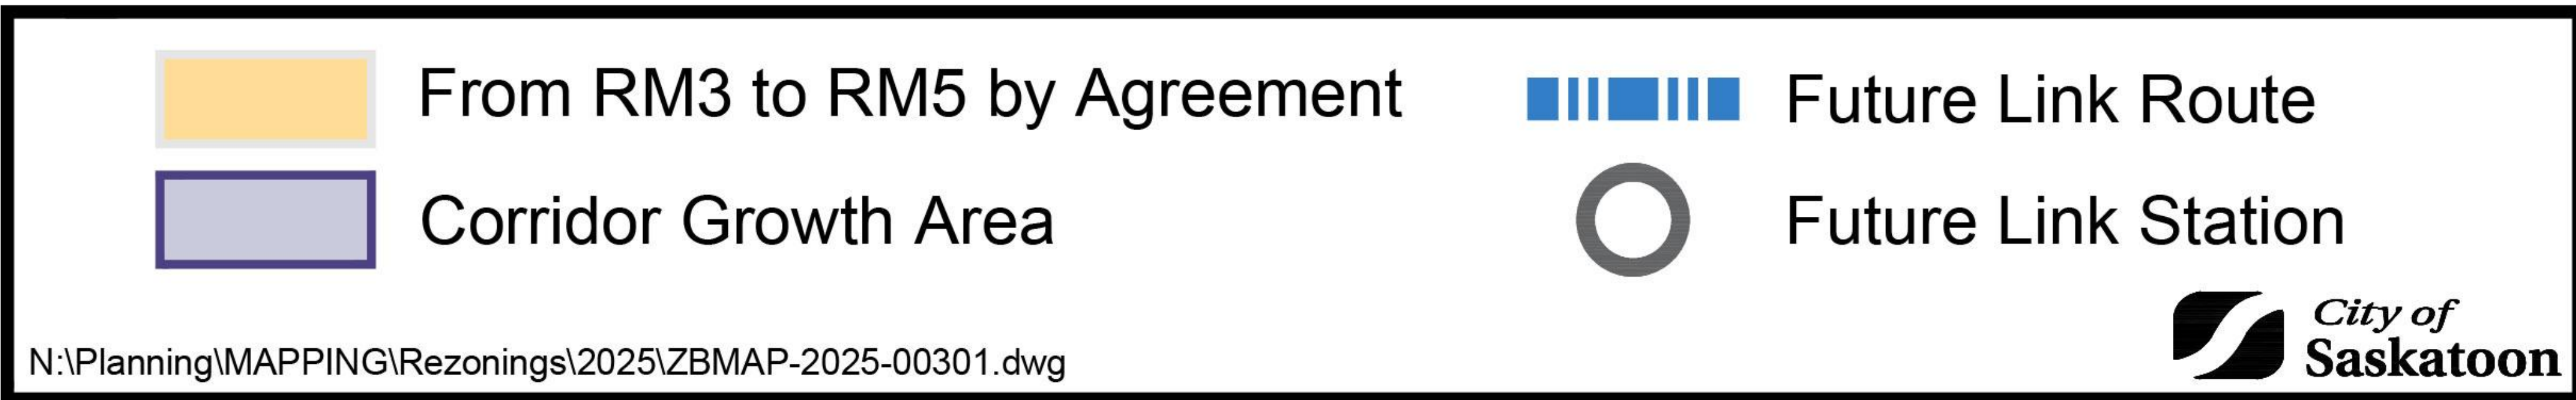 From RM3 to RM5 by Agreement
Corridor Growth Area
Future Link Route
Future Link Station
N:\Planning\MAPPING\Rezonings\2025\ZBMAP-2025-00301.dwg
City of
Saskatoon